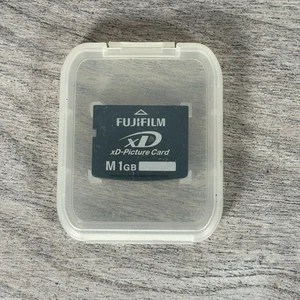 FUJIFILM
xD
xD-Picture Card
M 1GB